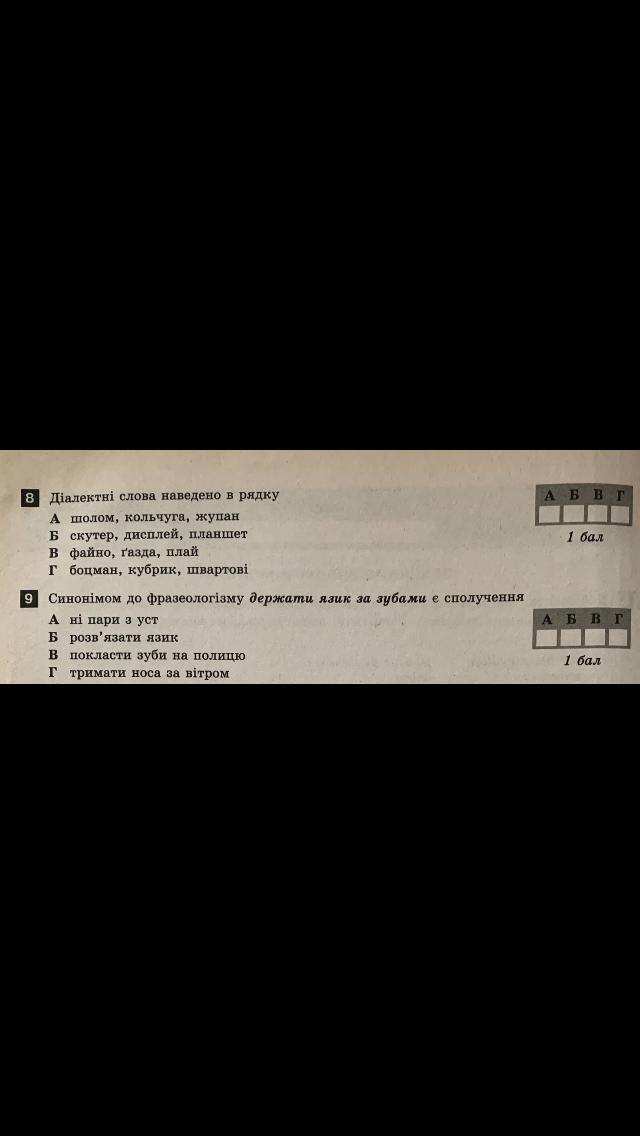 8 Діалектні слова наведено в рядку
А шолом, кольчуга, жупан
Б скутер, дисплей, планшет
В файно, ґазда, плай
Г боцман, кубрик, швартові
А Б В Г
1 бал
9 Синонімом до фразеологізму держати язик за зубами є сполучення
А ні пари з уст
Б розв’язати язик
В покласти зуби на полицю
Г тримати носа за вітром
А Б В Г
1 бал